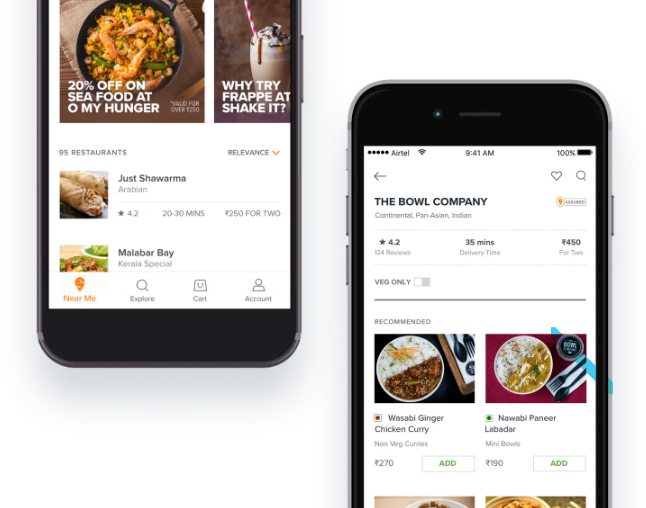 20% OFF ON
SEA FOOD AT
O MY HUNGER
*VALID FOR
OVER ₹250
WHY TRY
FRAPPE AT
SHAKE IT?
95 RESTAURANTS
RELEVANCE
Just Shawarma
Arabian
★ 4.2 · 20-30 MINS ₹250 FOR TWO
Malabar Bay
Kerala Special
Near Me
Explore
Cart
Account
Airtel 9:41 AM 100%
THE BOWL COMPANY
ASSURED
Continental, Pan-Asian, Indian
★ 4.2 35 mins ₹450
124 Reviews Delivery Time For Two
VEG ONLY
RECOMMENDED
THE
BOWL
COMPANY
Wasabi Ginger
Chicken Curry
Non Veg Curries
₹270 ADD
Nawabi Paneer
Labadar
Mini Bowls
₹190 ADD